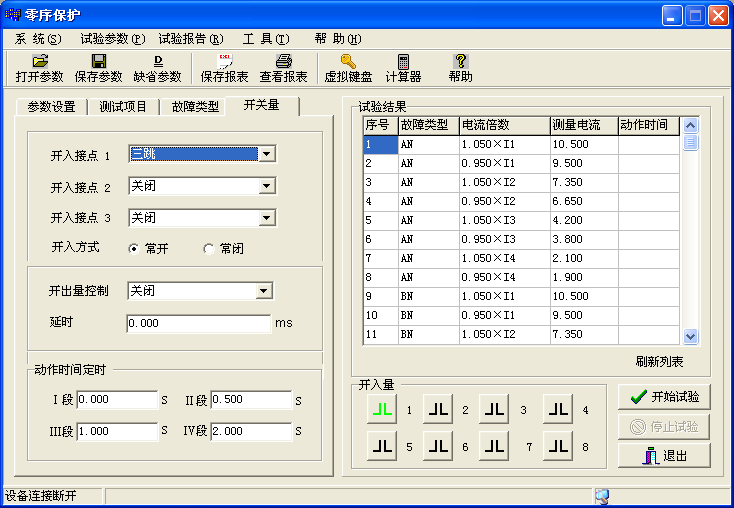 零序保护
系 统(S) 试验参数(P) 试验报告(R) 工 具(T) 帮 助(H)
打开参数 保存参数 缺省参数 保存报表 查看报表 虚拟键盘 计算器 帮助
参数设置 测试项目 故障类型 开关量
开入接点 1 三跳
开入接点 2 关闭
开入接点 3 关闭
开入方式 常开 常闭
开出量控制 关闭
延时 0.000 ms
动作时间定时
I 段 0.000 S II段 0.500 S
III段 1.000 S IV段 2.000 S
试验结果
序号 故障类型 电流倍数 测量电流 动作时间
1 AN 1.050×I1 10.500
2 AN 0.950×I1 9.500
3 AN 1.050×I2 7.350
4 AN 0.950×I2 6.650
5 AN 1.050×I3 4.200
6 AN 0.950×I3 3.800
7 AN 1.050×I4 2.100
8 AN 0.950×I4 1.900
9 BN 1.050×I1 10.500
10 BN 0.950×I1 9.500
11 BN 1.050×I2 7.350
刷新列表
开入量
1 2 3 4
5 6 7 8
开始试验
停止试验
退出
设备连接断开